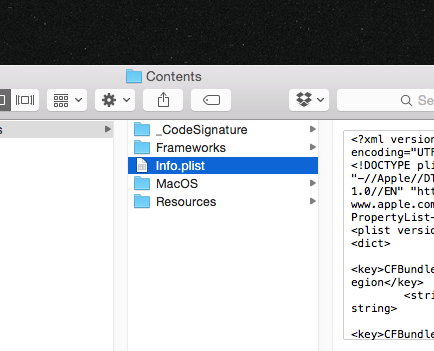 Contents
Se
s
_CodeSignature
Frameworks
Info.plist
MacOS
Resources
<?xml versio
encoding="UTF
<!DOCTYPE pli
"-//Apple//DT
1.0//EN" "htt
www.apple.com
PropertyList-
<plist versio
<dict>
<key>CFBundle
egion</key>
<stri
string>
<key>CFBundle